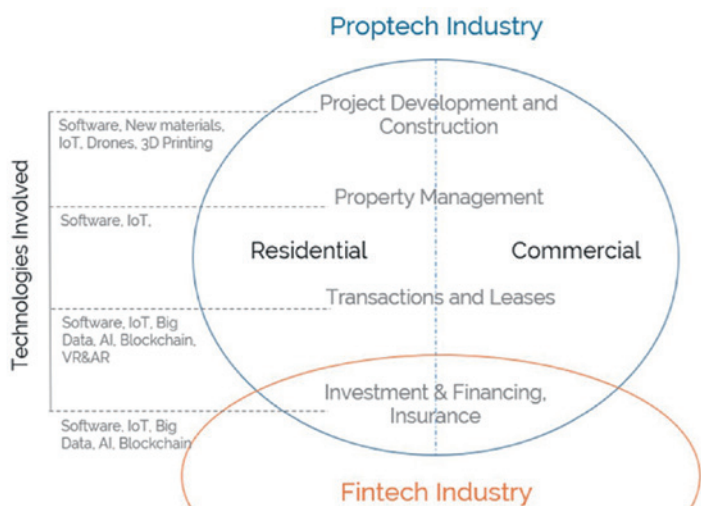 Proptech Industry
Project Development and
Construction
Software, New materials,
IoT, Drones, 3D Printing
Property Management
Software, IoT,
Residential
Commercial
Technologies Involved
Transactions and Leases
Software, IoT, Big
Data, AI, Blockchain,
VR&AR
Investment & Financing,
Insurance
Software, IoT, Big
Data, AI, Blockchain
Fintech Industry